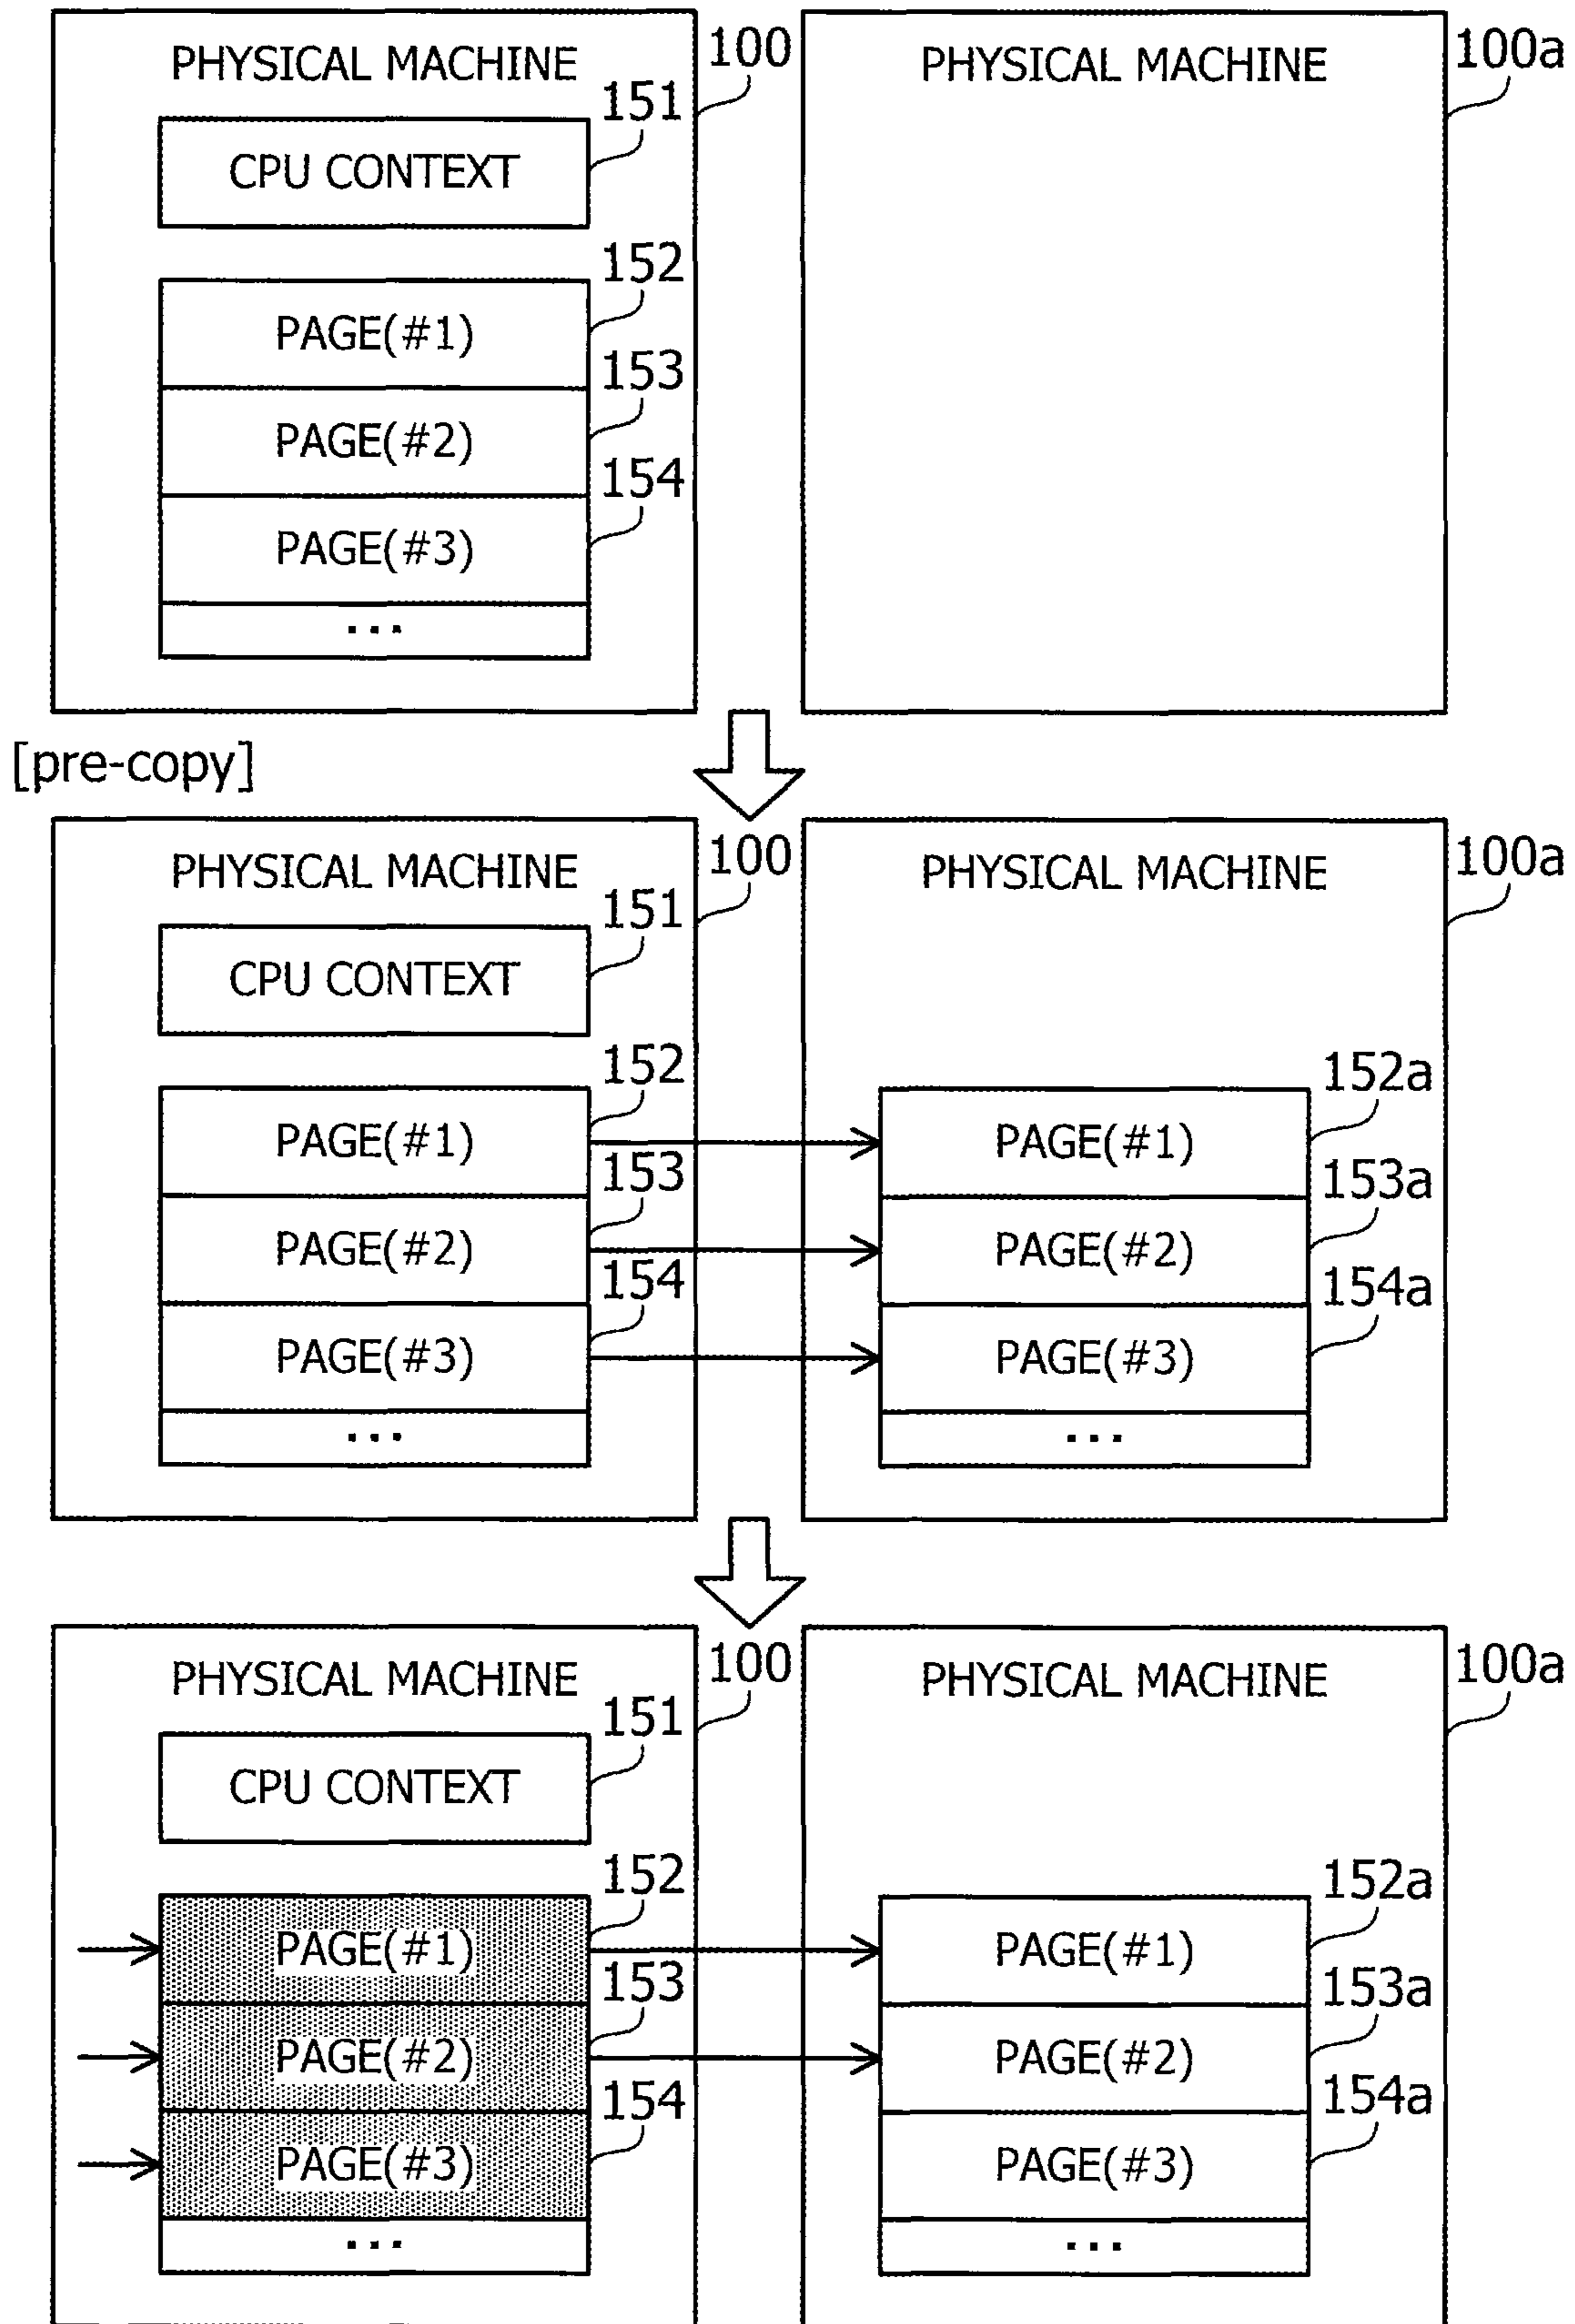 PHYSICAL MACHINE
100
PHYSICAL MACHINE
100a
151
CPU CONTEXT
152
PAGE(#1)
153
PAGE(#2)
154
PAGE(#3)
...
[pre-copy]
PHYSICAL MACHINE
100
PHYSICAL MACHINE
100a
151
CPU CONTEXT
152
152a
PAGE(#1)
PAGE(#1)
153
153a
PAGE(#2)
PAGE(#2)
154
154a
PAGE(#3)
PAGE(#3)
...
...
PHYSICAL MACHINE
100
PHYSICAL MACHINE
100a
151
CPU CONTEXT
152
152a
PAGE(#1)
PAGE(#1)
153
153a
PAGE(#2)
PAGE(#2)
154
154a
PAGE(#3)
PAGE(#3)
...
...